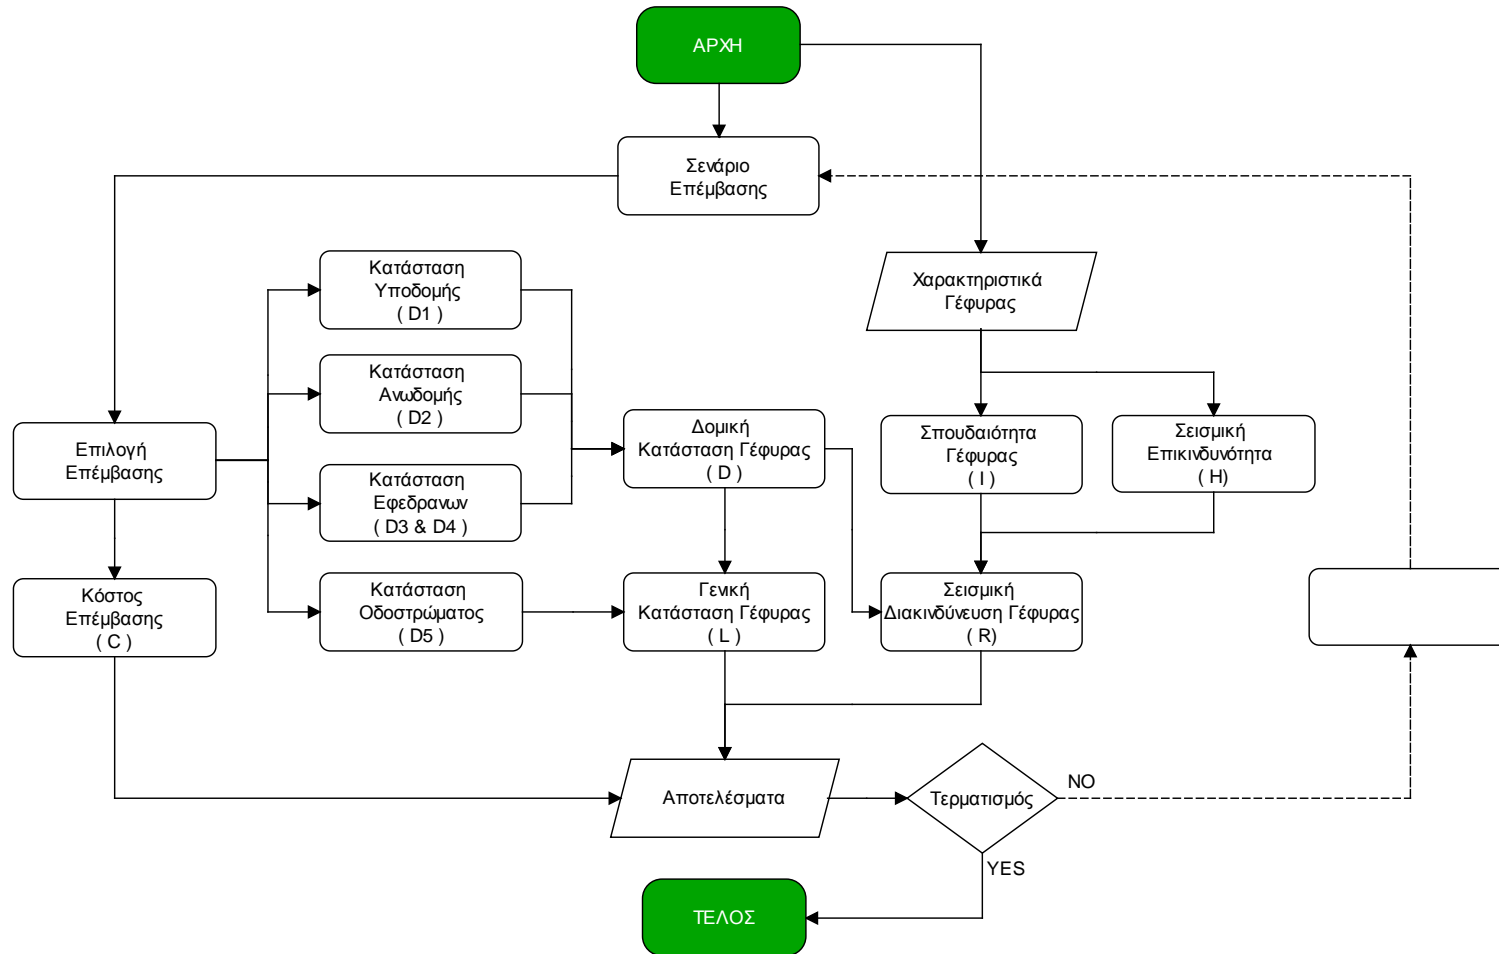 ΑΡΧΗ
Σενάριο
Επέμβασης
Κατάσταση
Υποδομής
( D1 )
Χαρακτηριστικά
Γέφυρας
Κατάσταση
Ανωδομής
( D2 )
Επιλογή
Επέμβασης
Δομική
Κατάσταση Γέφυρας
( D )
Σπουδαιότητα
Γέφυρας
( I )
Σεισμική
Επικινδυνότητα
( H)
Κατάσταση
Εφεδρανων
( D3 & D4 )
Κόστος
Επέμβασης
( C )
Κατάσταση
Οδοστρώματος
( D5 )
Γενική
Κατάσταση Γέφυρας
( L )
Σεισμική
Διακινδύνευση Γέφυρας
( R)
Αποτελέσματα
Τερματισμός
NO
YES
ΤΕΛΟΣ